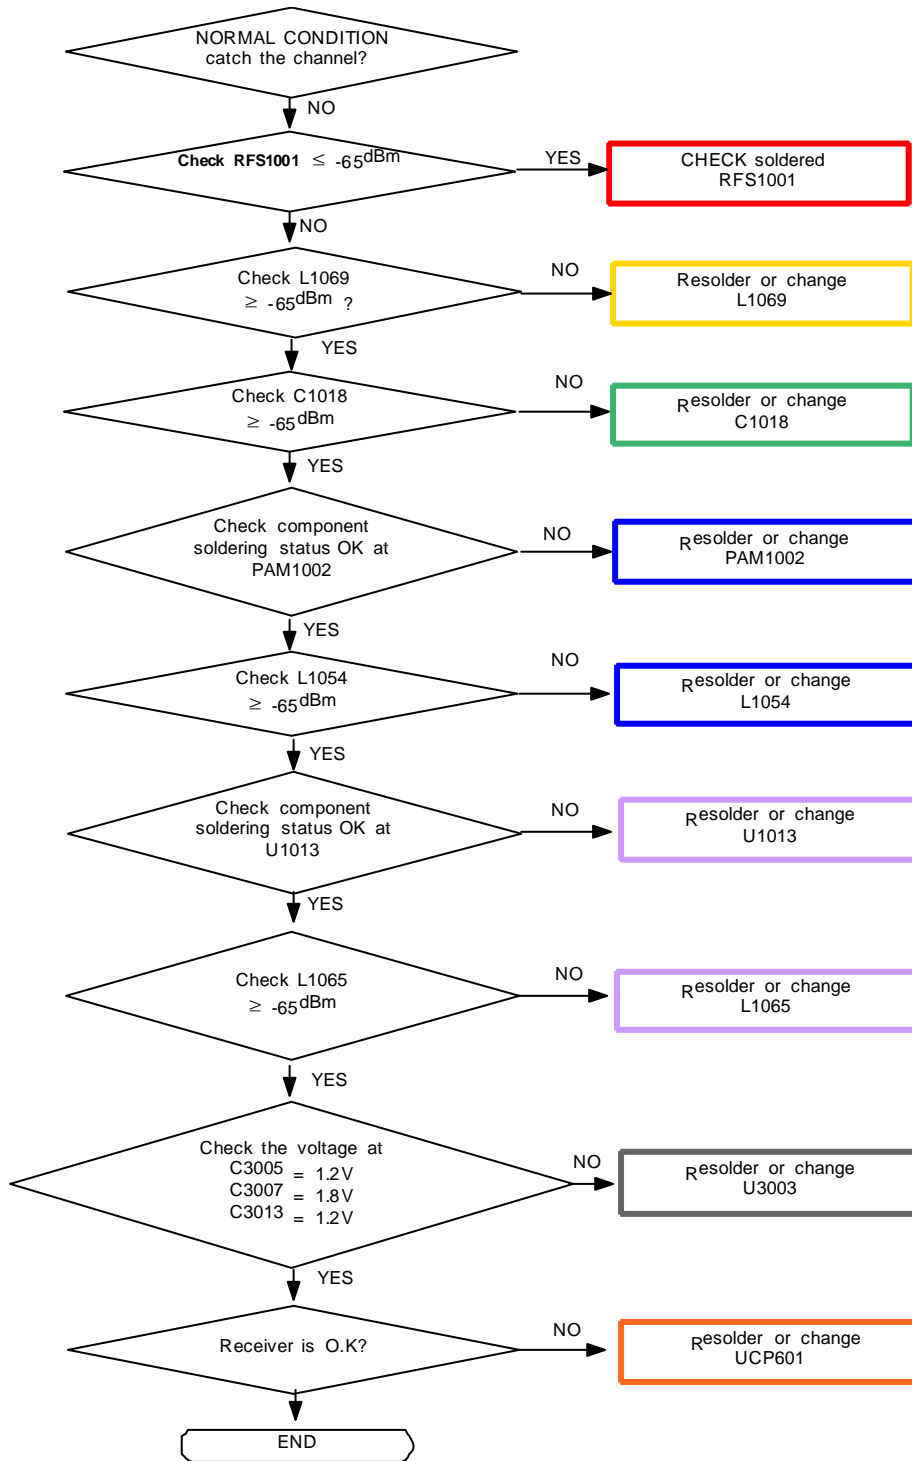 NORMAL CONDITION
catch the channel?
NO
Check RFS1001 ≤ -65dBm
YES
CHECK soldered
RFS1001
NO
Check L1069
≥ -65dBm ?
NO
Resolder or change
L1069
YES
Check C1018
≥ -65dBm
NO
Resolder or change
C1018
YES
Check component
soldering status OK at
PAM1002
NO
Resolder or change
PAM1002
YES
Check L1054
≥ -65dBm
NO
Resolder or change
L1054
YES
Check component
soldering status OK at
U1013
NO
Resolder or change
U1013
YES
Check L1065
≥ -65dBm
NO
Resolder or change
L1065
YES
Check the voltage at
C3005 = 1.2V
C3007 = 1.8V
C3013 = 1.2V
NO
Resolder or change
U3003
YES
Receiver is O.K?
NO
Resolder or change
UCP601
END